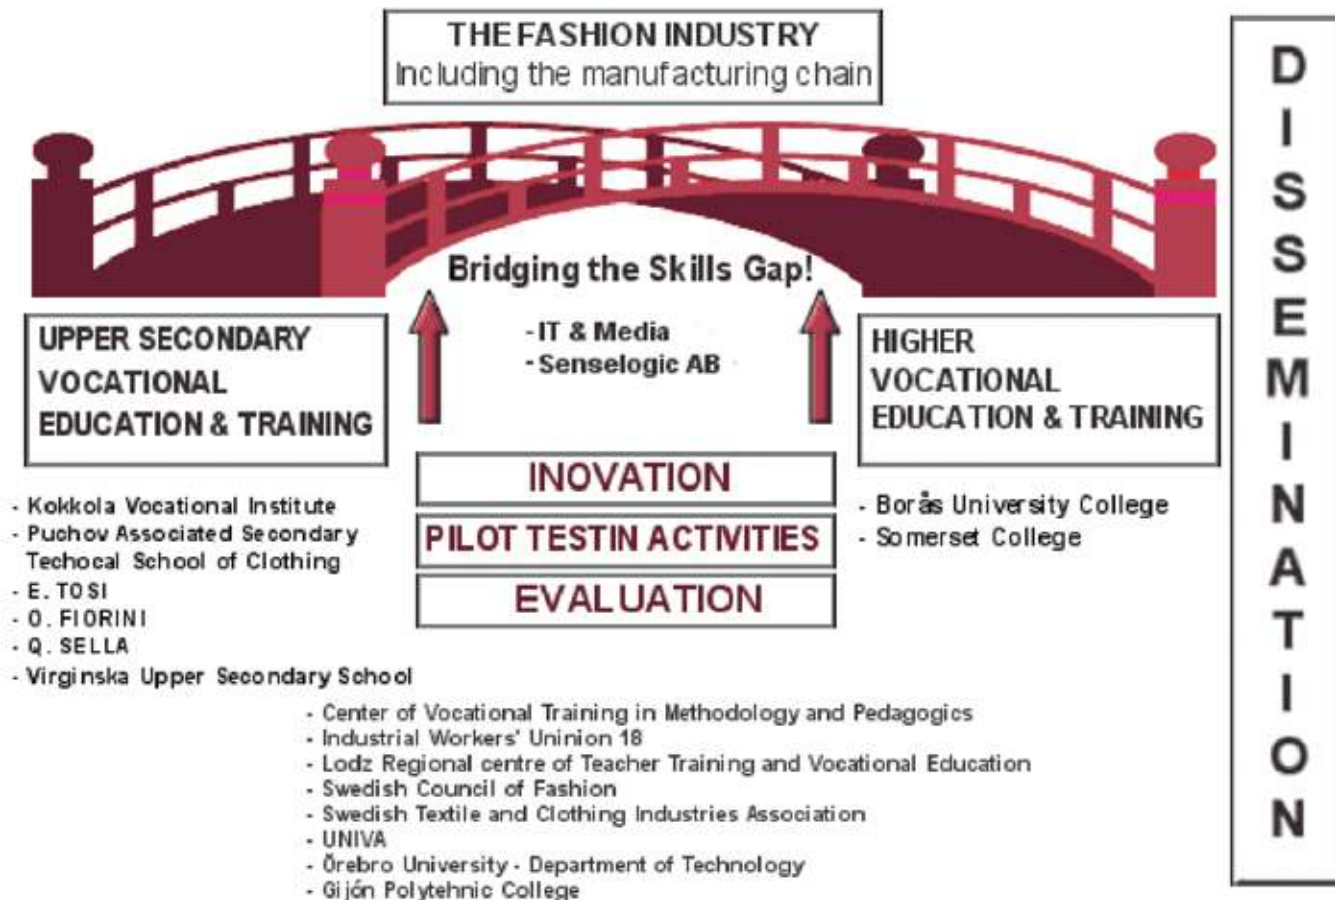 THE FASHION INDUSTRY
Including the manufacturing chain
Bridging the Skills Gap!
- IT & Media
- Senselogic AB
UPPER SECONDARY
VOCATIONAL
EDUCATION & TRAINING
HIGHER
VOCATIONAL
EDUCATION & TRAINING
INOVATION
PILOT TESTIN ACTIVITIES
EVALUATION
- Kokkola Vocational Institute
- Puchov Associated Secondary
Techocal School of Clothing
- E. TOSI
- O. FIORINI
- Q. SELLA
- Virginska Upper Secondary School
- Borås University College
- Somerset College
- Center of Vocational Training in Methodology and Pedagogics
- Industrial Workers' Uninion 18
- Lodz Regional centre of Teacher Training and Vocational Education
- Swedish Council of Fashion
- Swedish Textile and Clothing Industries Association
- UNIVA
- Örebro University - Department of Technology
- Gijón Polytehnic College
DISSEMINATION